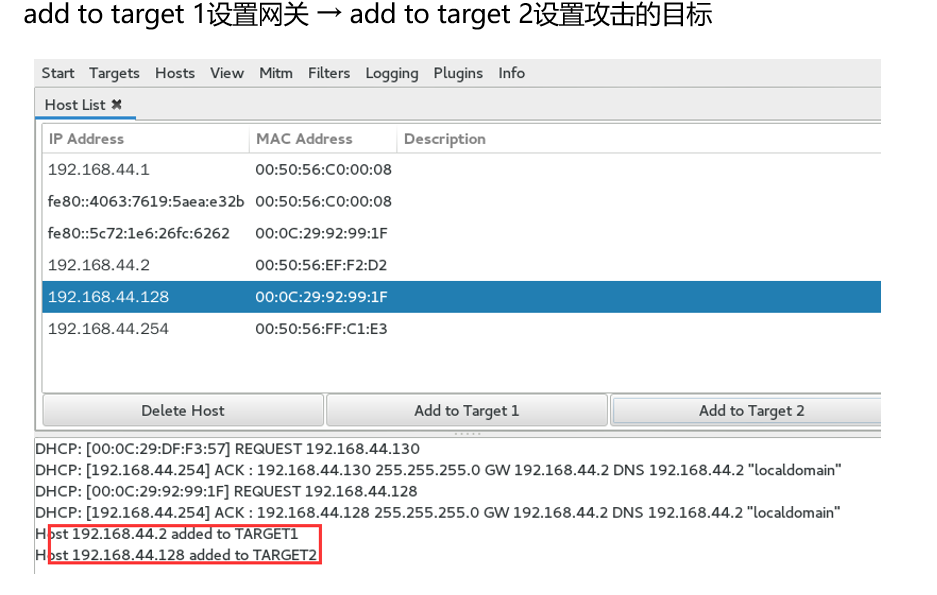 add to target 1设置网关 → add to target 2设置攻击的目标
Start Targets Hosts View Mitm Filters Logging Plugins Info
Host List ✖
IP Address MAC Address Description
192.168.44.1 00:50:56:C0:00:08
fe80::4063:7619:5aea:e32b 00:50:56:C0:00:08
fe80::5c72:1e6:26fc:6262 00:0C:29:92:99:1F
192.168.44.2 00:50:56:EF:F2:D2
192.168.44.128 00:0C:29:92:99:1F
192.168.44.254 00:50:56:FF:C1:E3
Delete Host Add to Target 1 Add to Target 2
DHCP: [00:0C:29:DF:F3:57] REQUEST 192.168.44.130
DHCP: [192.168.44.254] ACK : 192.168.44.130 255.255.255.0 GW 192.168.44.2 DNS 192.168.44.2 "localdomain"
DHCP: [00:0C:29:92:99:1F] REQUEST 192.168.44.128
DHCP: [192.168.44.254] ACK : 192.168.44.128 255.255.255.0 GW 192.168.44.2 DNS 192.168.44.2 "localdomain"
Host 192.168.44.2 added to TARGET1
Host 192.168.44.128 added to TARGET2